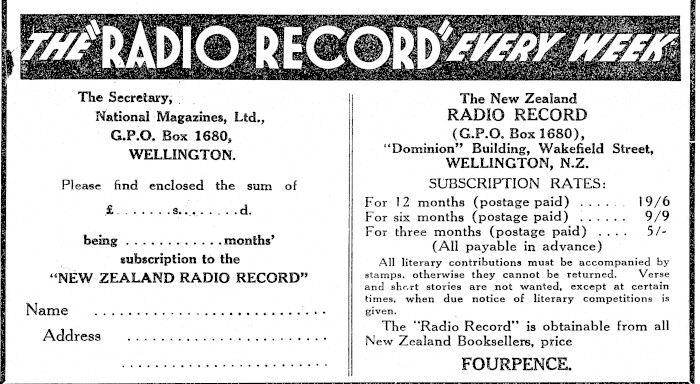 THE "RADIO RECORD" EVERY WEEK
The Secretary,
National Magazines, Ltd.,
G.P.O. Box 1680,
WELLINGTON.
Please find enclosed the sum of
£.......s........d.
being ............months'
subscription to the
"NEW ZEALAND RADIO RECORD"
Name ..........................
Address ........................
..........................
The New Zealand
RADIO RECORD
(G.P.O. Box 1680),
"Dominion" Building, Wakefield Street,
WELLINGTON, N.Z.
SUBSCRIPTION RATES:
For 12 months (postage paid) ...... 19/6
For six months (postage paid) ...... 9/9
For three months (postage paid) .... 5/-
(All payable in advance)
All literary contributions must be accompanied by
stamps, otherwise they cannot be returned. Verse
and short stories are not wanted, except at certain
times, when due notice of literary competitions is
given.
The "Radio Record" is obtainable from all
New Zealand Booksellers, price
FOURPENCE.